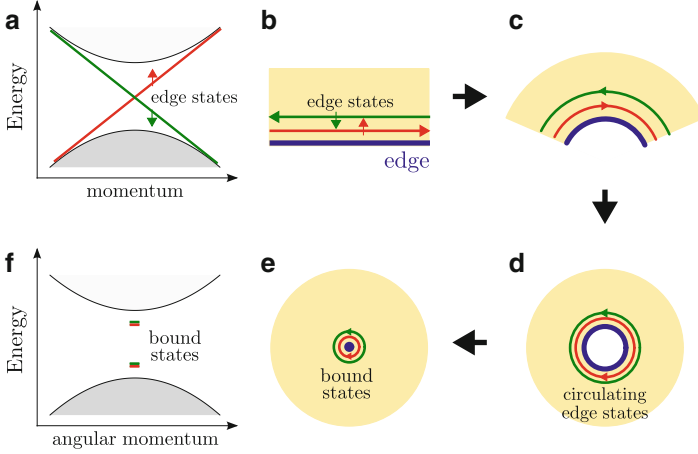 a
Energy
edge states
momentum
b
edge states
edge
c
f
Energy
bound
states
angular momentum
e
bound
states
d
circulating
edge states